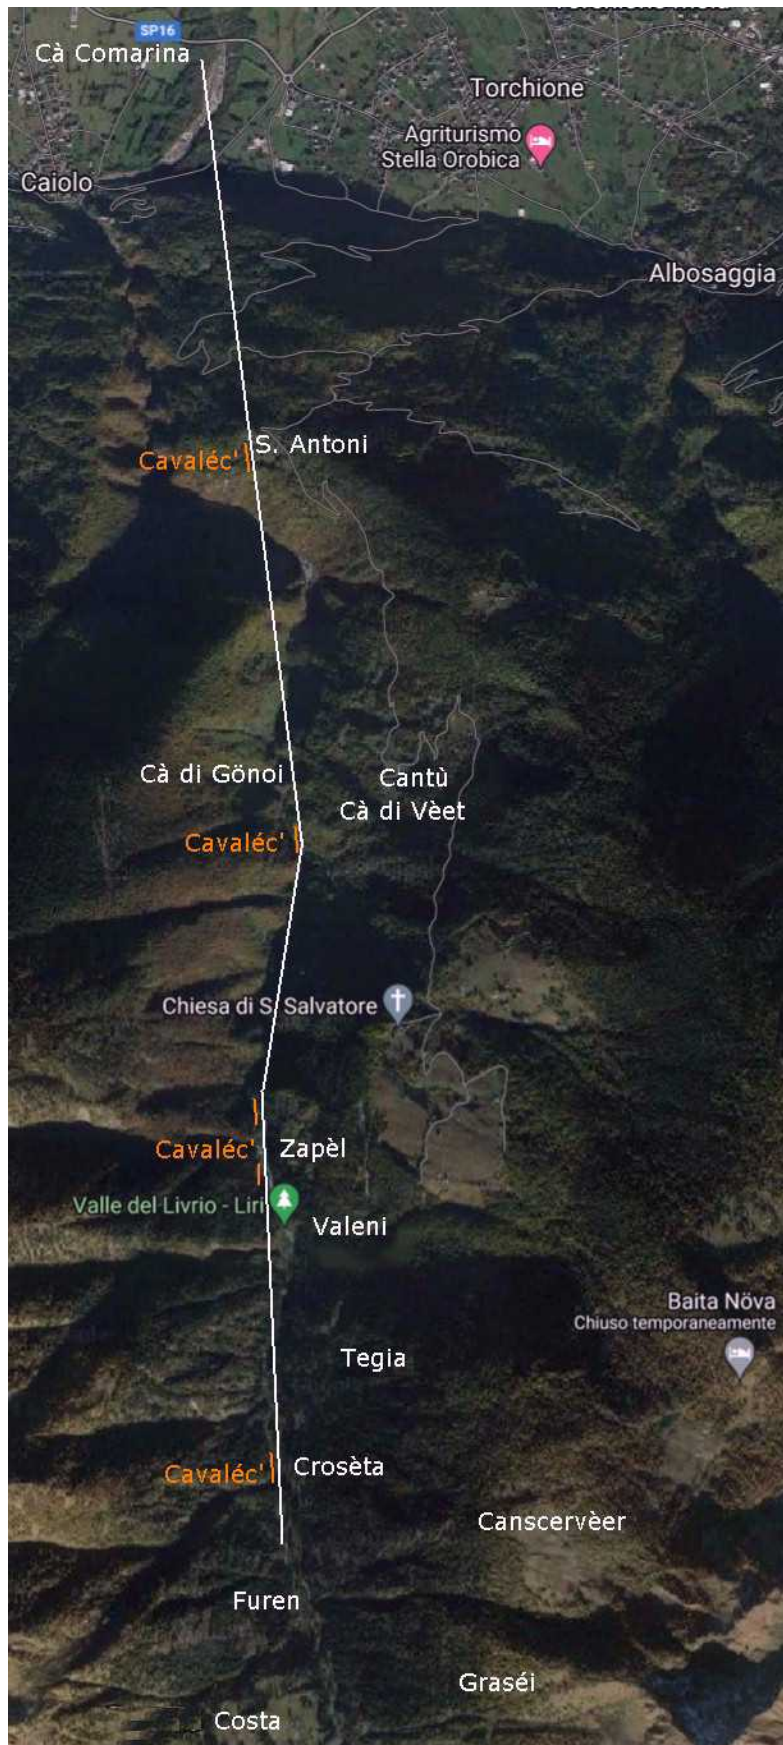 SP16
Cà Comarina
Torchione
Agriturismo
Stella Orobica
Caiolo
Albosaggia
S. Antoni
Cavaléc'
Cà di Gönoi
Cantù
Cà di Vèet
Cavaléc'
Chiesa di S. Salvatore
Cavaléc'
Zapèl
Valle del Livrio - Liri
Valeni
Baita Növa
Chiuso temporaneamente
Tegia
Crosèta
Cavaléc'
Canscervèer
Furen
Graséi
Costa